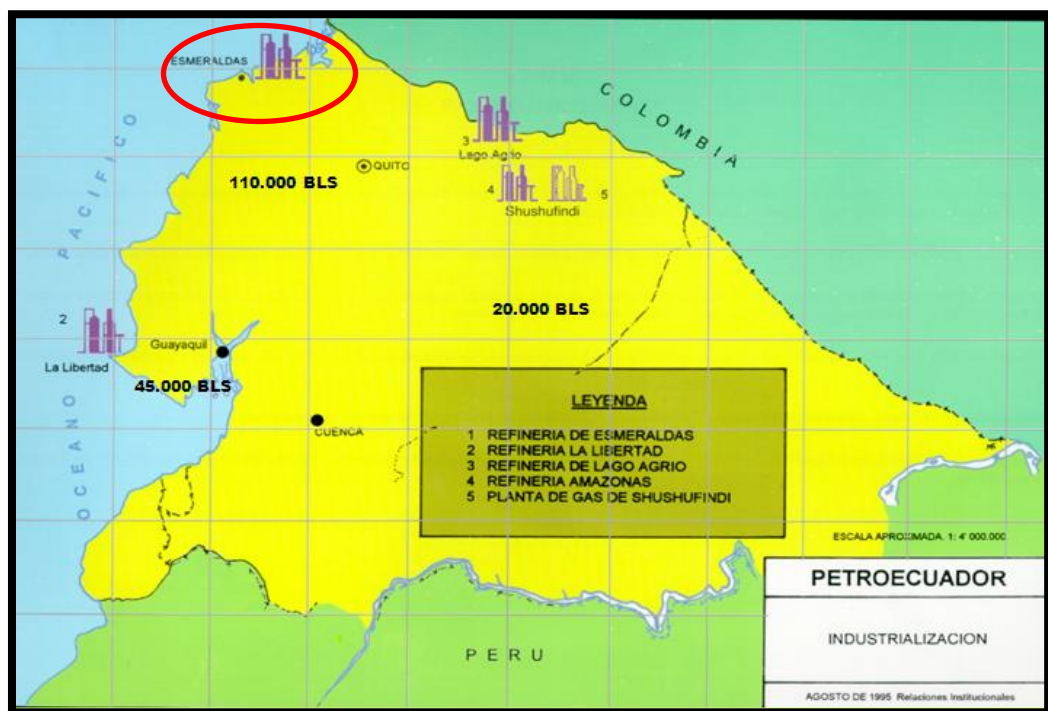 ESMERALDAS
COLOMBIA
3
Lago Agrio
QUITO
110.000 BLS
4
5
Shushufindi
OCEANO PACIFICO
20.000 BLS
2
La Libertad
Guayaquil
45.000 BLS
CUENCA
LEYENDA
1 REFINERIA DE ESMERALDAS
2 REFINERIA LA LIBERTAD
3 REFINERIA DE LAGO AGRIO
4 REFINERIA AMAZONAS
5 PLANTA DE GAS DE SHUSHUFINDI
ESCALA APROXIMADA. 1: 4' 000.000
PETROECUADOR
INDUSTRIALIZACION
PERU
AGOSTO DE 1995 Relaciones Institucionales